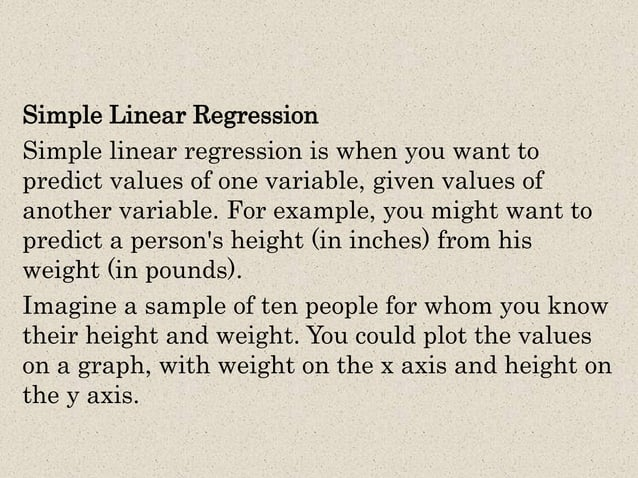 Simple Linear Regression
Simple linear regression is when you want to
predict values of one variable, given values of
another variable. For example, you might want to
predict a person's height (in inches) from his
weight (in pounds).
Imagine a sample of ten people for whom you know
their height and weight. You could plot the values
on a graph, with weight on the x axis and height on
the y axis.